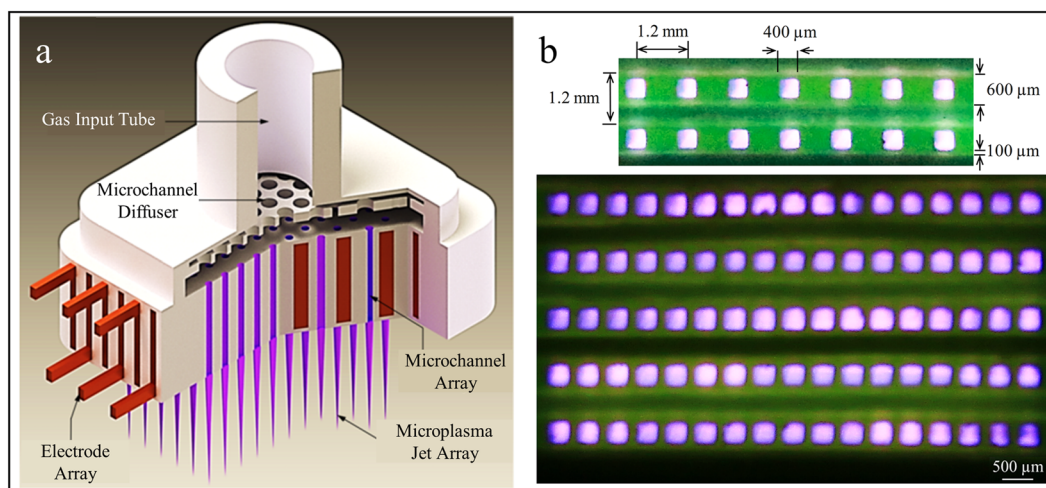 a
Gas Input Tube
Microchannel
Diffuser
Microchannel
Array
Electrode
Array
Microplasma
Jet Array
b
1.2 mm
400 µm
1.2 mm
600 µm
100 µm
500 µm